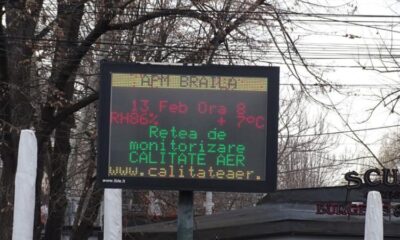 APM BRAILA
13 Feb Ora 8
RH86% + 7°C
Retea de
monitorizare
CALITATE AER
www.calitateaer.
SCU